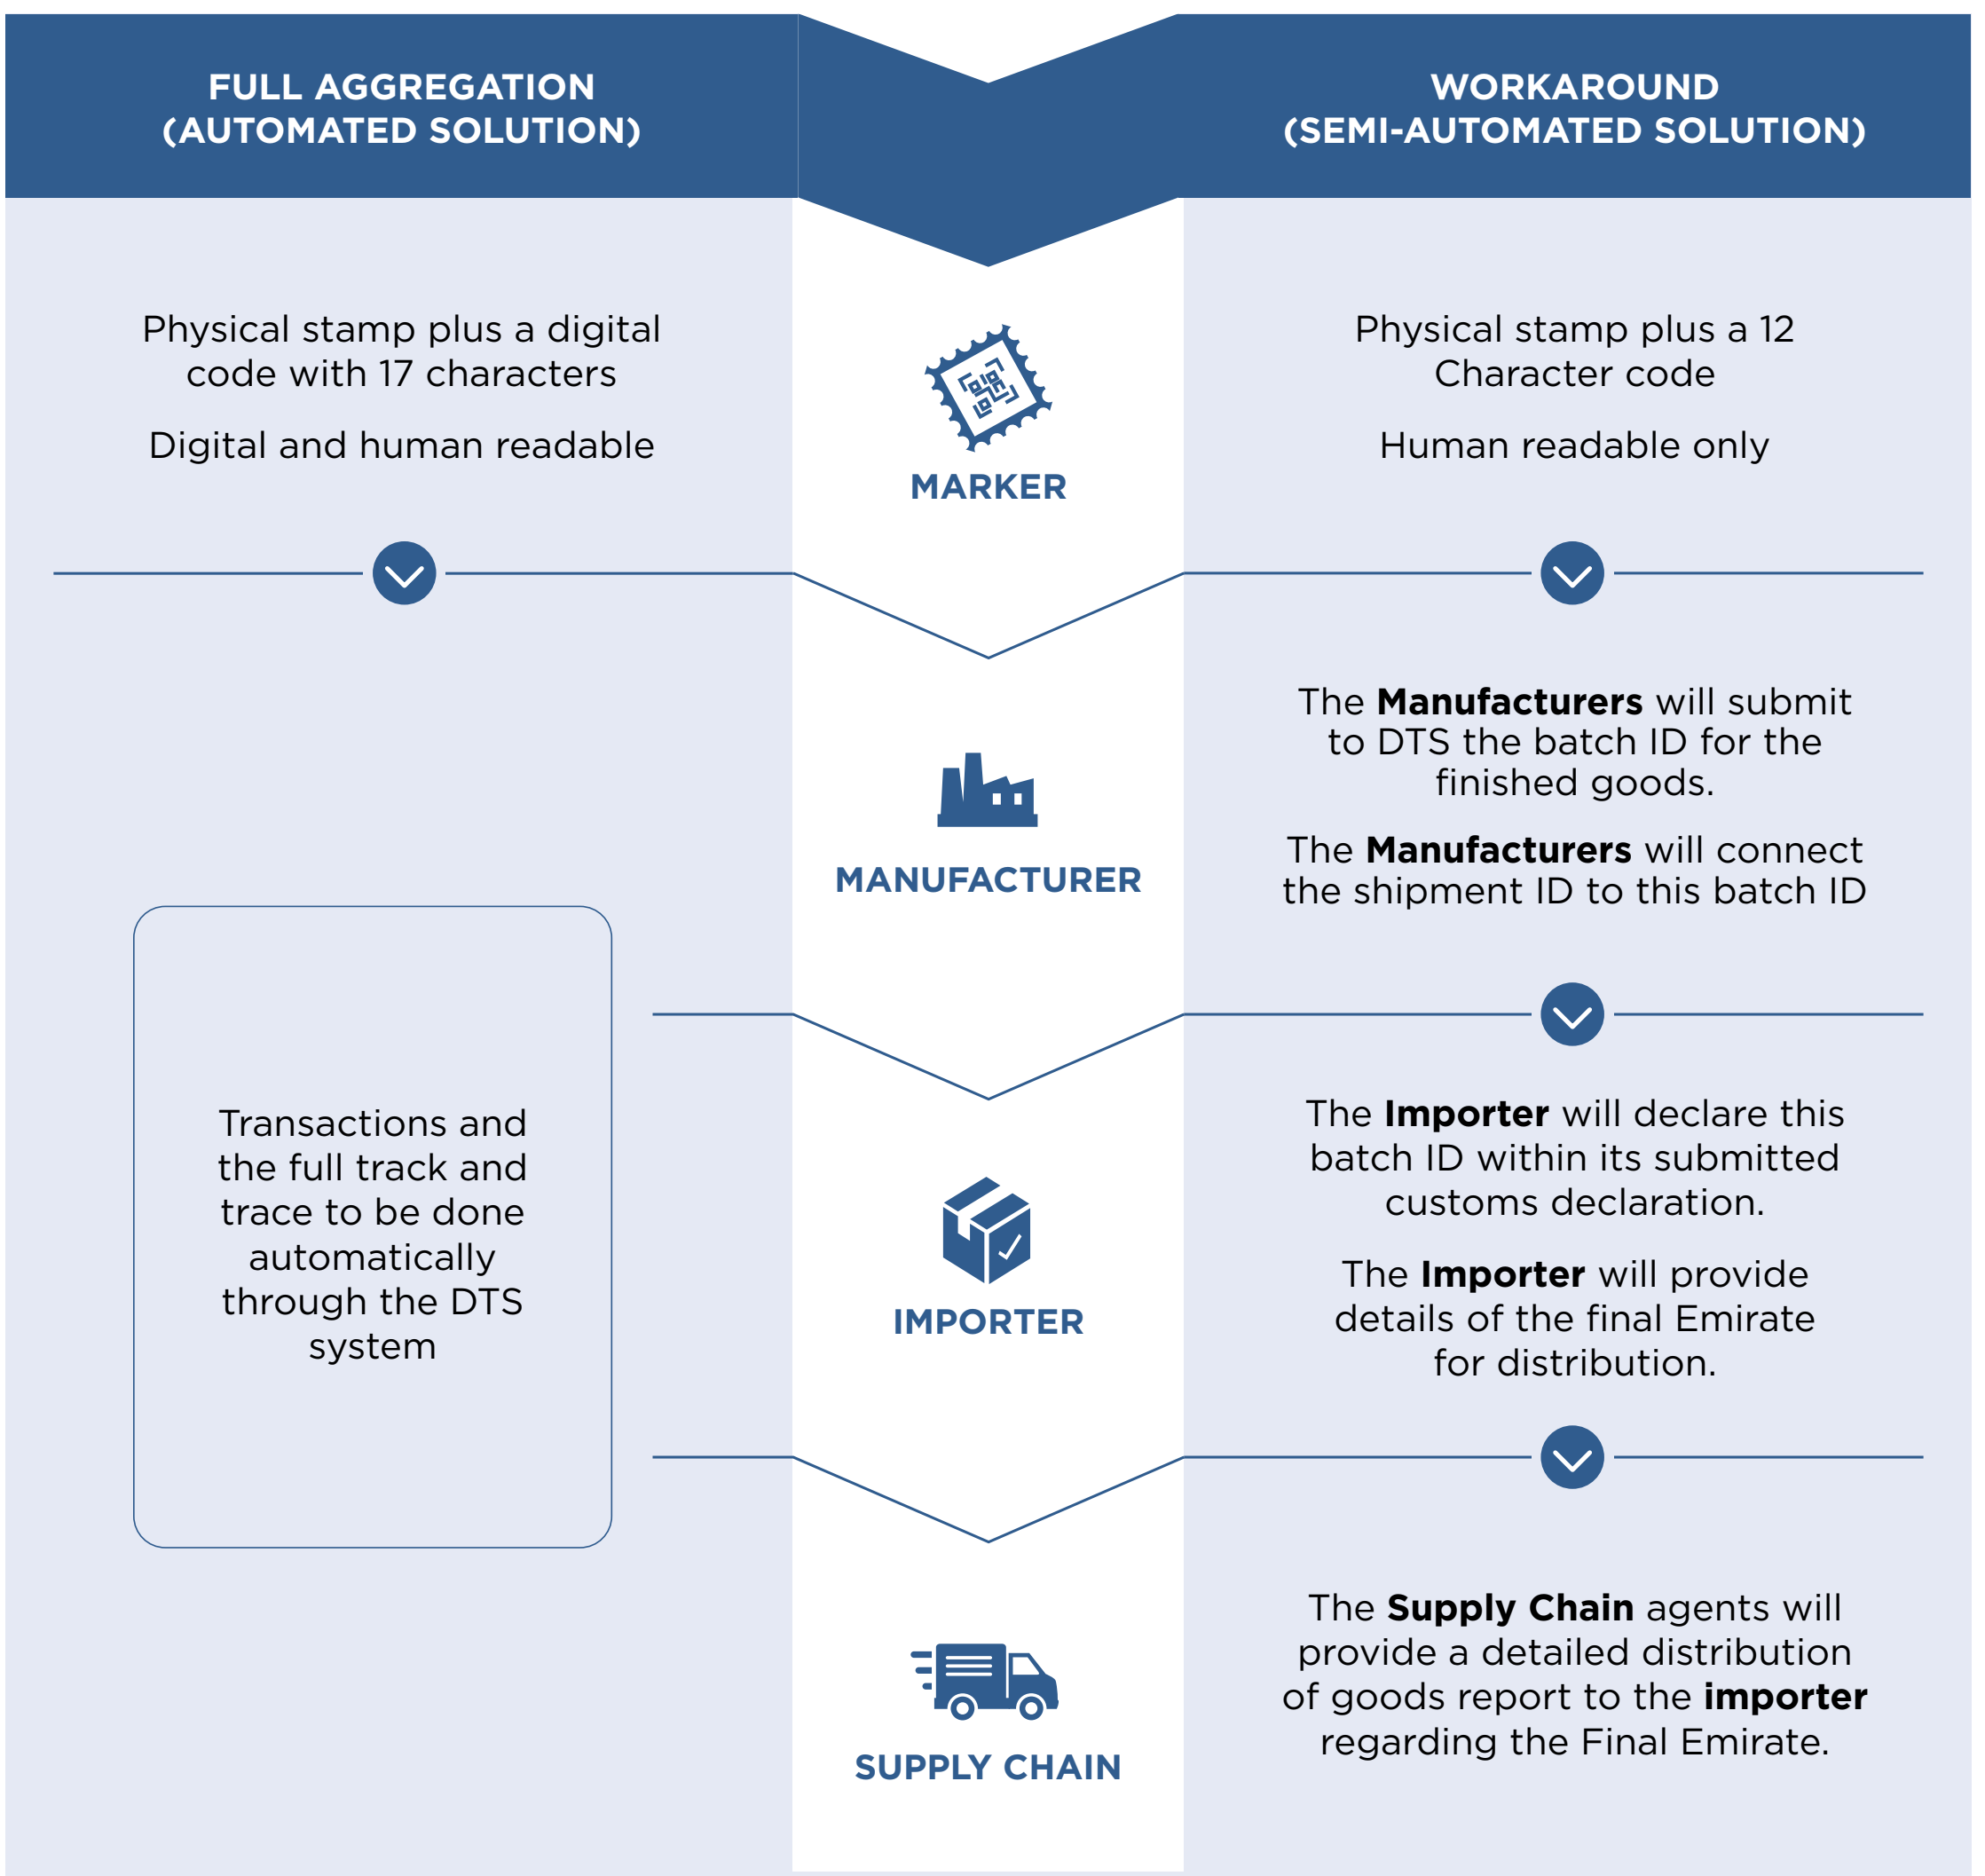 FULL AGGREGATION
(AUTOMATED SOLUTION)
WORKAROUND
(SEMI-AUTOMATED SOLUTION)
Physical stamp plus a digital
code with 17 characters
Digital and human readable
MARKER
Physical stamp plus a 12
Character code
Human readable only
MANUFACTURER
The Manufacturers will submit
to DTS the batch ID for the
finished goods.
The Manufacturers will connect
the shipment ID to this batch ID
Transactions and
the full track and
trace to be done
automatically
through the DTS
system
IMPORTER
The Importer will declare this
batch ID within its submitted
customs declaration.
The Importer will provide
details of the final Emirate
for distribution.
SUPPLY CHAIN
The Supply Chain agents will
provide a detailed distribution
of goods report to the importer
regarding the Final Emirate.